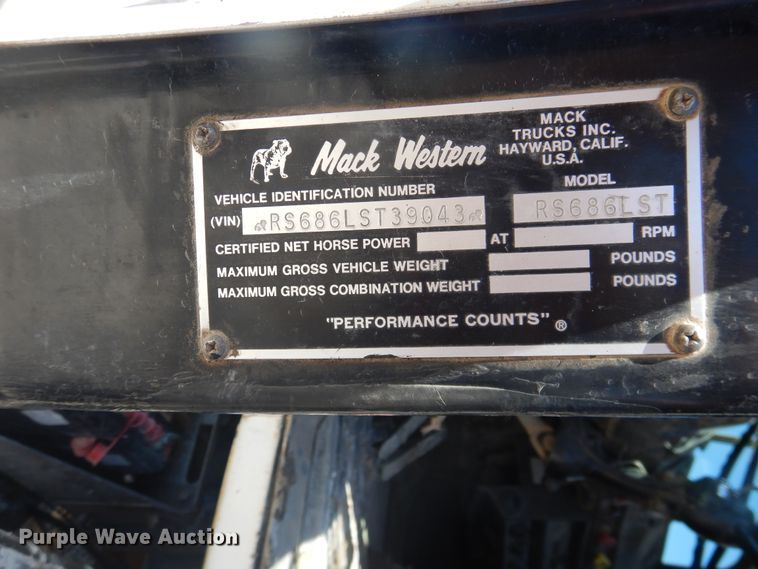 Mack Western
MACK
TRUCKS INC.
HAYWARD, CALIF.
U.S.A.
VEHICLE IDENTIFICATION NUMBER
MODEL
(VIN) RS686LST39043
RS686LST
CERTIFIED NET HORSE POWER AT RPM
MAXIMUM GROSS VEHICLE WEIGHT POUNDS
MAXIMUM GROSS COMBINATION WEIGHT POUNDS
"PERFORMANCE COUNTS" ®
Purple Wave Auction®